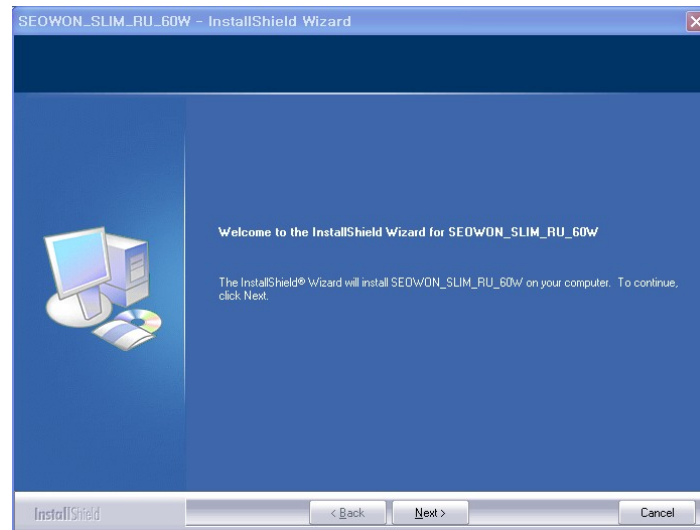 SEOWON_SLIM_RU_60W - InstallShield Wizard
Welcome to the InstallShield Wizard for SEOWON_SLIM_RU_60W
The InstallShield® Wizard will install SEOWON_SLIM_RU_60W on your computer. To continue,
click Next.
InstallShield
< Back
Next >
Cancel